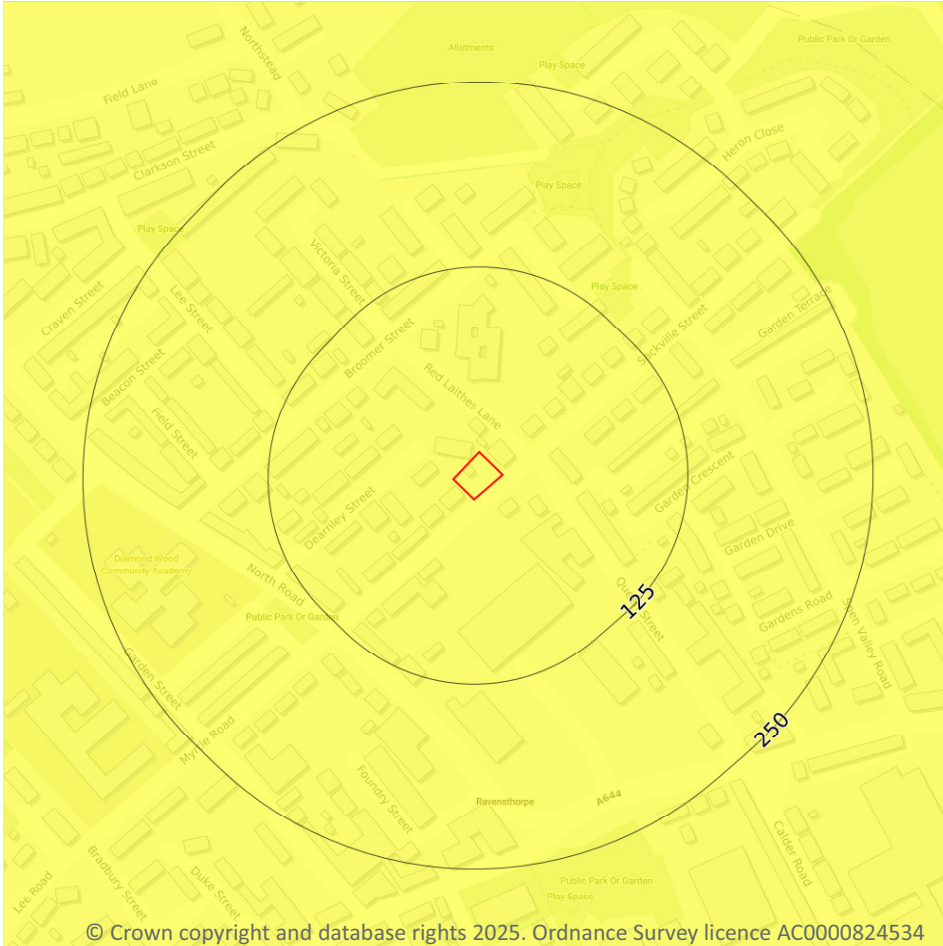 Northstead
Allotments
Public Park Or Garden
Play Space
Field Lane
Clarkson Street
Heron Close
Play Space
Play Space
Victoria Street
Play Space
Craven Street
Lee Street
Garden Terrace
Sackville Street
Broomer Street
Beacon Street
Red Laithes Lane
Field Street
Garden Crescent
Dearnley Street
Garden Drive
Diamond Wood
Community Academy
North Road
125
Queen Street
Public Park Or Garden
Gardens Road
Spen Valley Road
Garden Street
250
Myrtle Road
Foundry Street
Ravensthorpe
A644
Calder Road
Lee Road
Bradbury Street
Duke Street
Public Park Or Garden
Play Space
© Crown copyright and database rights 2025. Ordnance Survey licence AC0000824534